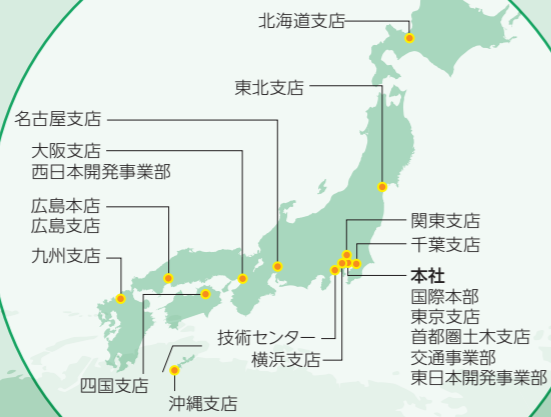 北海道支店
東北支店
名古屋支店
大阪支店
西日本開発事業部
広島本店
広島支店
九州支店
関東支店
千葉支店
本社
国際本部
東京支店
首都圏土木支店
交通事業部
東日本開発事業部
技術センター
横浜支店
四国支店
沖縄支店